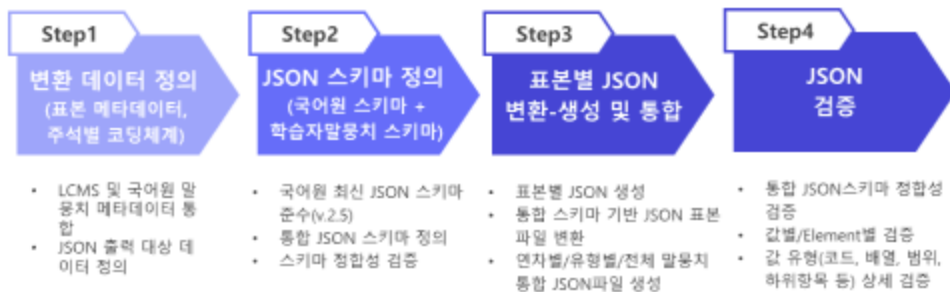 Step1
변환 데이터 정의
(표본 메타데이터,
주석별 코딩체계)
• LCMS 및 국어원 말
뭉치 메타데이터 통
합
• JSON 출력 대상 데
이터 정의
Step2
JSON 스키마 정의
(국어원 스키마 +
학습자말뭉치 스키마)
• 국어원 최신 JSON 스키마
준수(v.2.5)
• 통합 JSON 스키마 정의
• 스키마 정합성 검증
Step3
표본별 JSON
변환-생성 및 통합
• 표본별 JSON 생성
• 통합 스키마 기반 JSON 표본
파일 변환
• 연차별/유형별/전체 말뭉치
통합 JSON파일 생성
Step4
JSON
검증
• 통합 JSON스키마 정합성
검증
• 값별/Element별 검증
• 값 유형(코드, 배열, 범위,
하위항목 등) 상세 검증